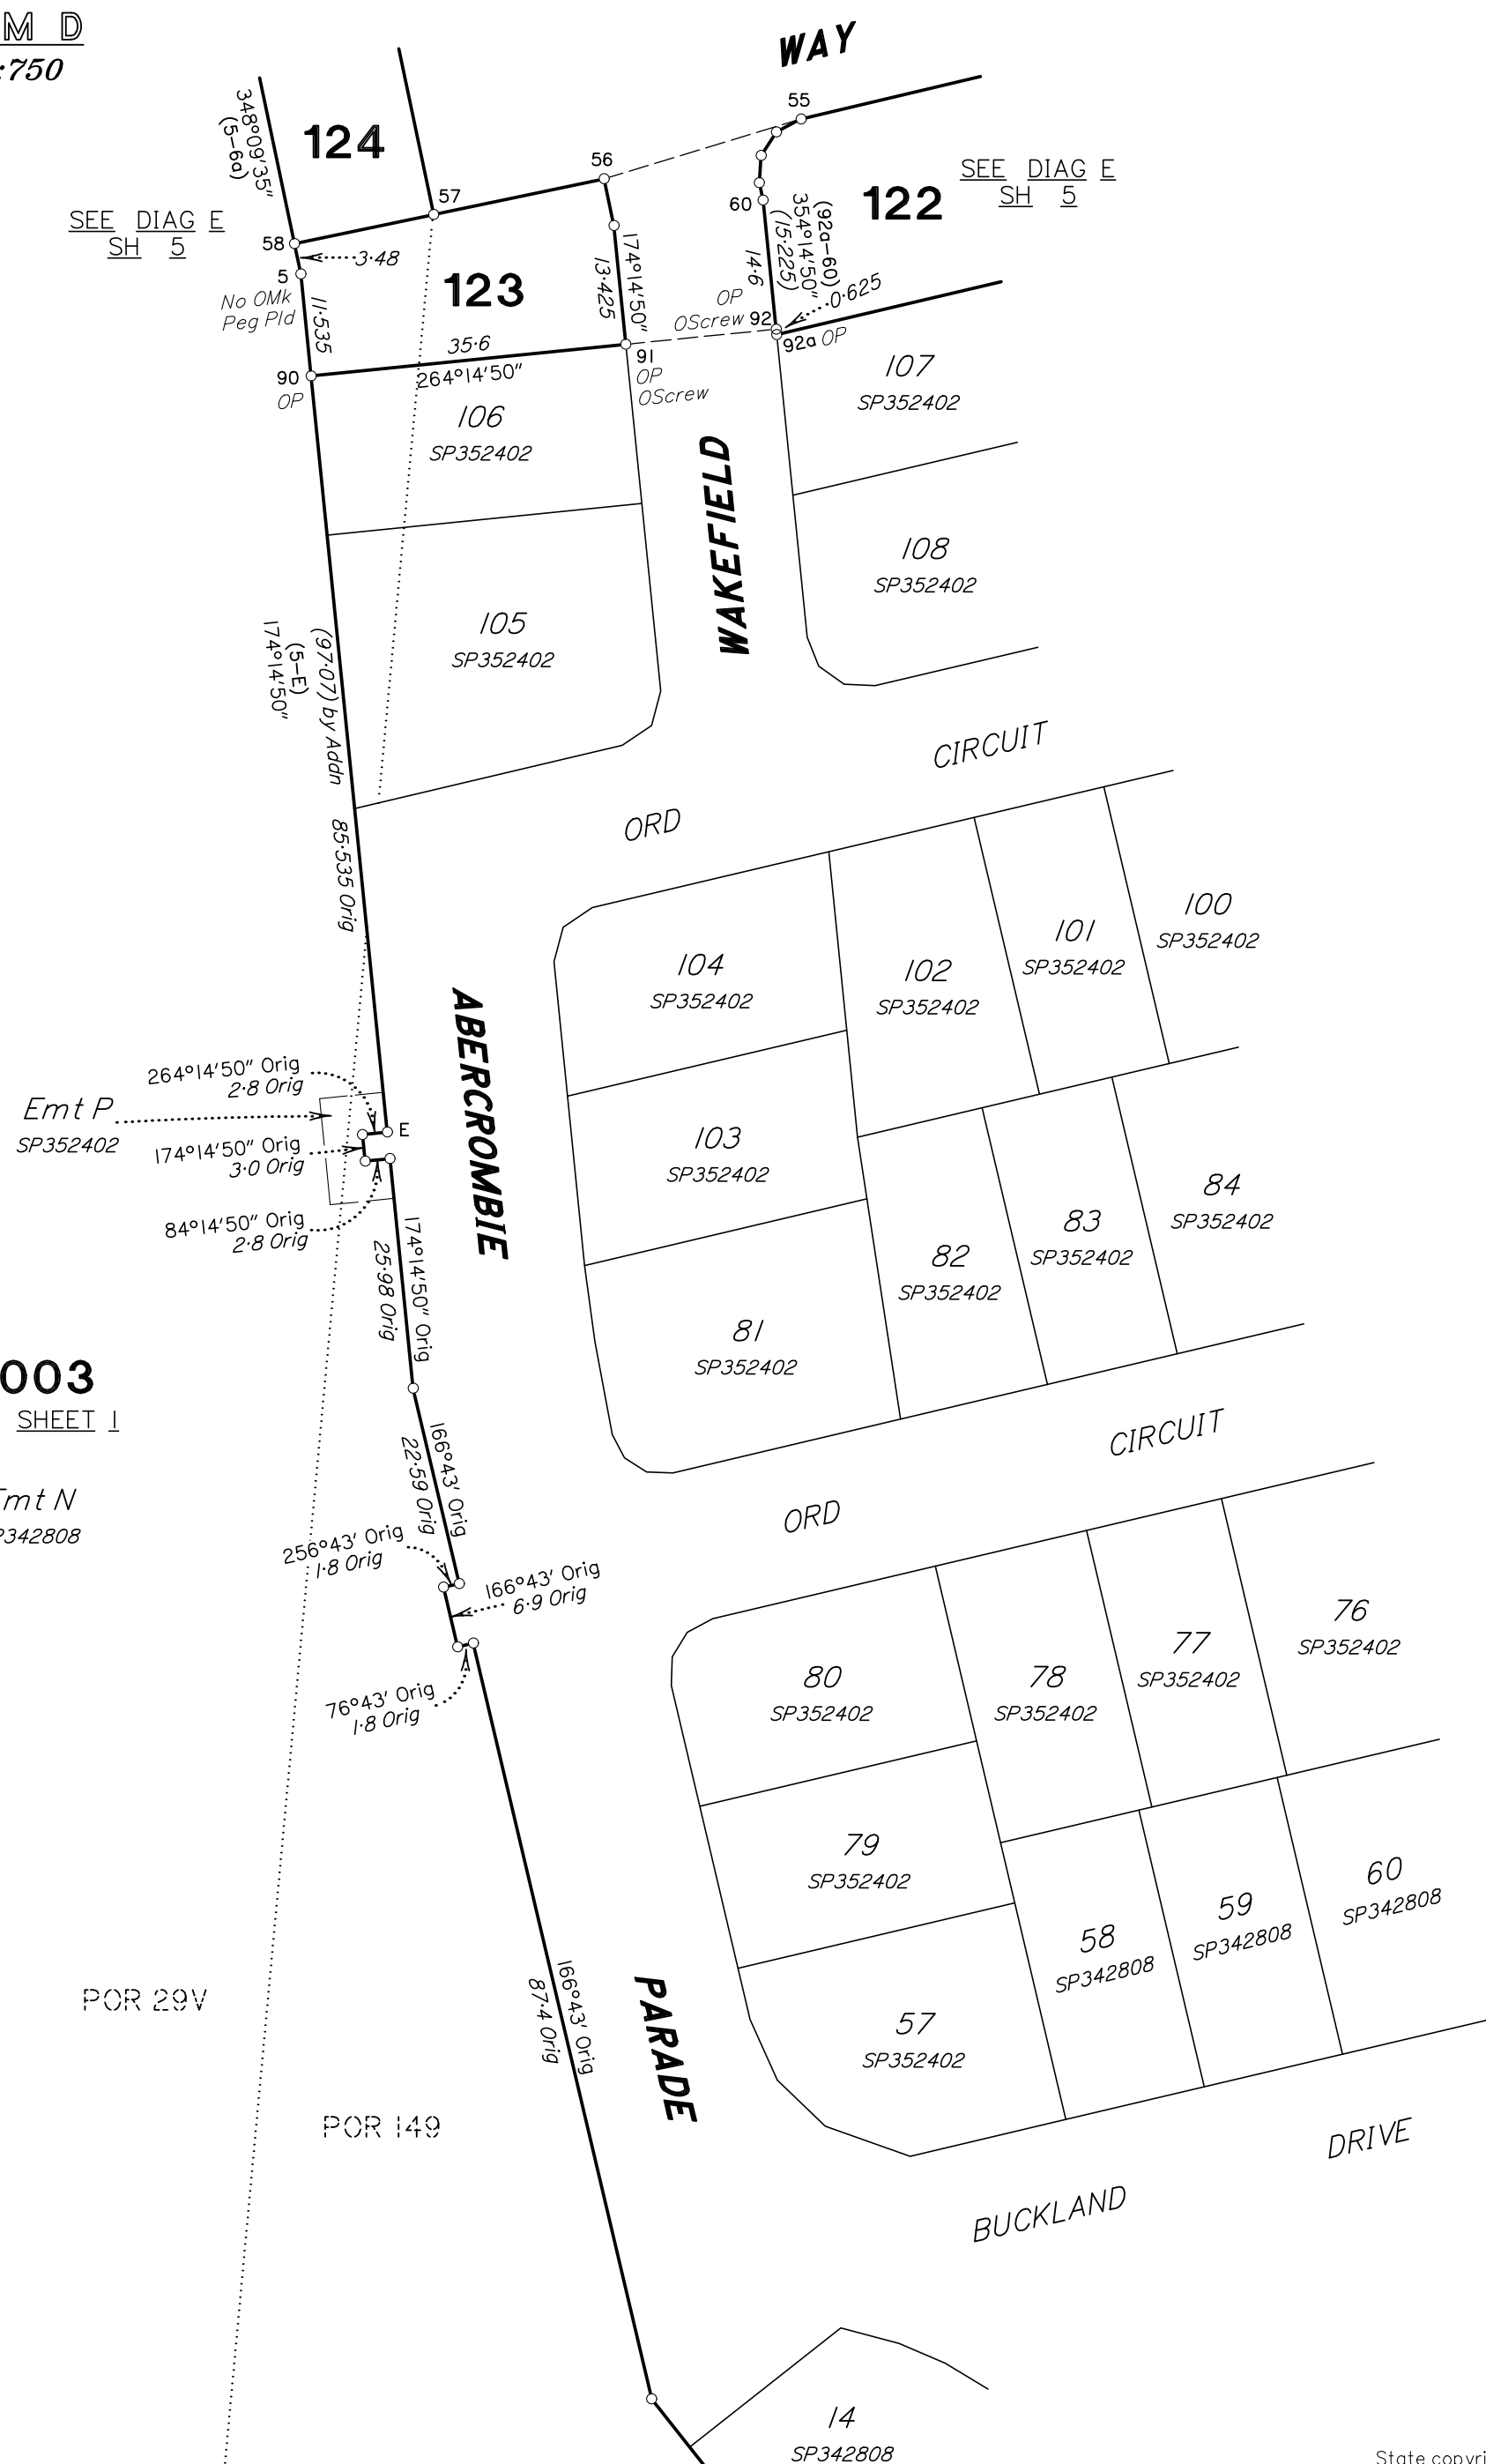 M D
:750
WAY
55
348°09'35"
(5–6a)
124
56
SEE DIAG E
SH 5
122
57
60
(92a–60)
354°14'50"
(15·225)
SEE DIAG E
SH 5
58
3·48
5
No OMk
Peg Pld
11·535
123
174°14'50"
13·425
14·6
0·625
OP
OScrew 92
92a OP
35·6
264°14'50"
90
OP
91
OP
OScrew
107
SP352402
106
SP352402
WAKEFIELD
108
SP352402
105
SP352402
(97·07) by Addn
(5–E)
174°14'50"
CIRCUIT
ORD
85·535 Orig
100
SP352402
101
SP352402
104
SP352402
102
SP352402
ABERCROMBIE
264°14'50" Orig
2·8 Orig
Emt P
SP352402
E
174°14'50" Orig
3·0 Orig
103
SP352402
84
SP352402
84°14'50" Orig
2·8 Orig
83
SP352402
82
SP352402
174°14'50" Orig
25·98 Orig
81
SP352402
003
SHEET 1
CIRCUIT
166°43' Orig
22·59 Orig
mt N
P342808
ORD
256°43' Orig
1·8 Orig
166°43' Orig
6·9 Orig
76
SP352402
77
SP352402
80
SP352402
78
SP352402
76°43' Orig
1·8 Orig
79
SP352402
60
SP342808
59
SP342808
58
SP342808
166°43' Orig
87·4 Orig
POR 29V
PARADE
57
SP352402
POR 149
DRIVE
BUCKLAND
14
SP342808
State copyri